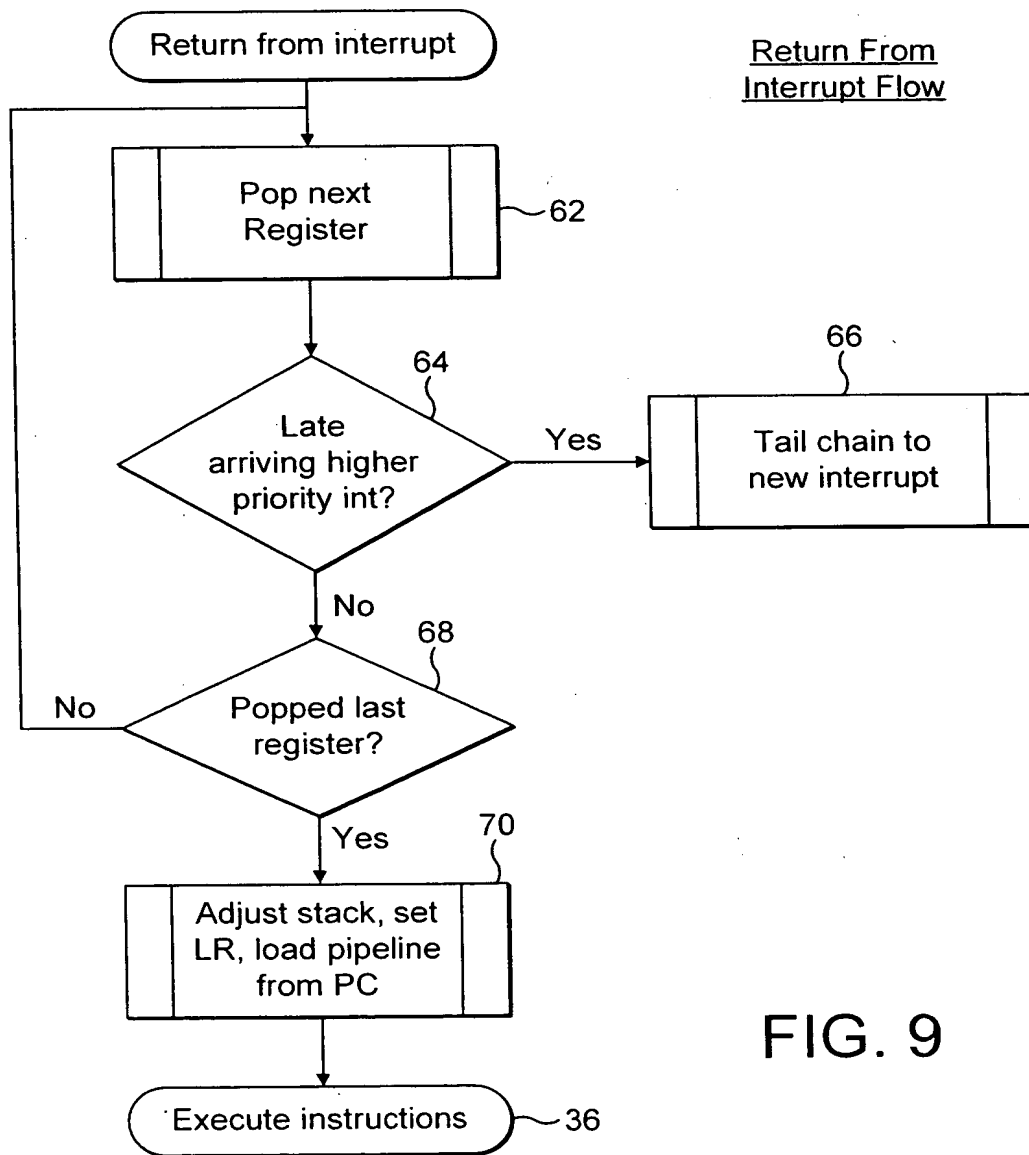 Return from interrupt
Return From
Interrupt Flow
Pop next
Register
62
64
Late
arriving higher
priority int?
Yes
66
Tail chain to
new interrupt
No
68
Popped last
register?
No
Yes
70
Adjust stack, set
LR, load pipeline
from PC
FIG. 9
Execute instructions
36